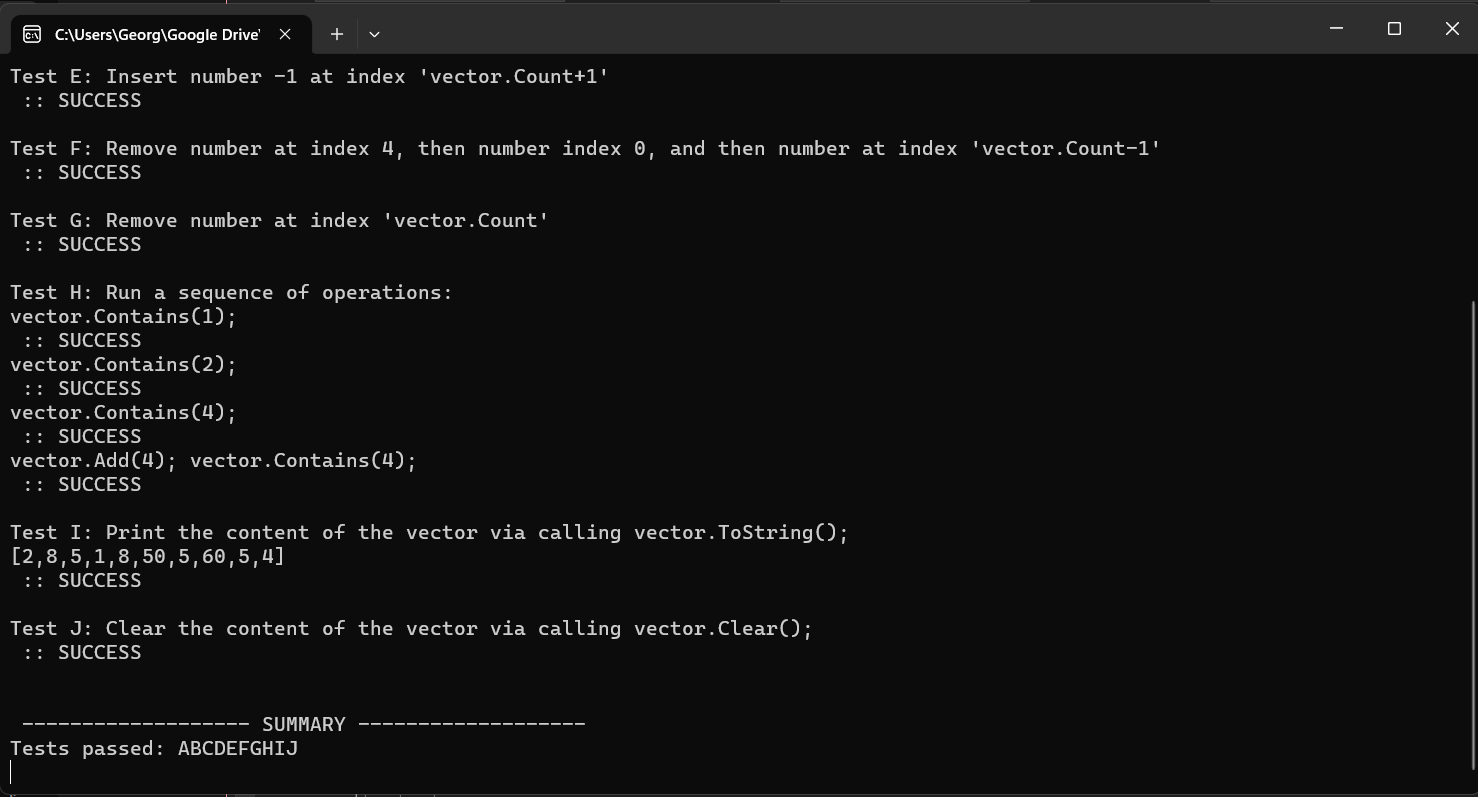 C:\Users\Georg\Google Drive'
Test E: Insert number -1 at index 'vector.Count+1'
:: SUCCESS
Test F: Remove number at index 4, then number index 0, and then number at index 'vector.Count-1'
:: SUCCESS
Test G: Remove number at index 'vector.Count'
:: SUCCESS
Test H: Run a sequence of operations:
vector.Contains(1);
:: SUCCESS
vector.Contains(2);
:: SUCCESS
vector.Contains(4);
:: SUCCESS
vector.Add(4); vector.Contains(4);
:: SUCCESS
Test I: Print the content of the vector via calling vector.ToString();
[2,8,5,1,8,50,5,60,5,4]
:: SUCCESS
Test J: Clear the content of the vector via calling vector.Clear();
:: SUCCESS
------------------- SUMMARY -------------------
Tests passed: ABCDEFGHIJ